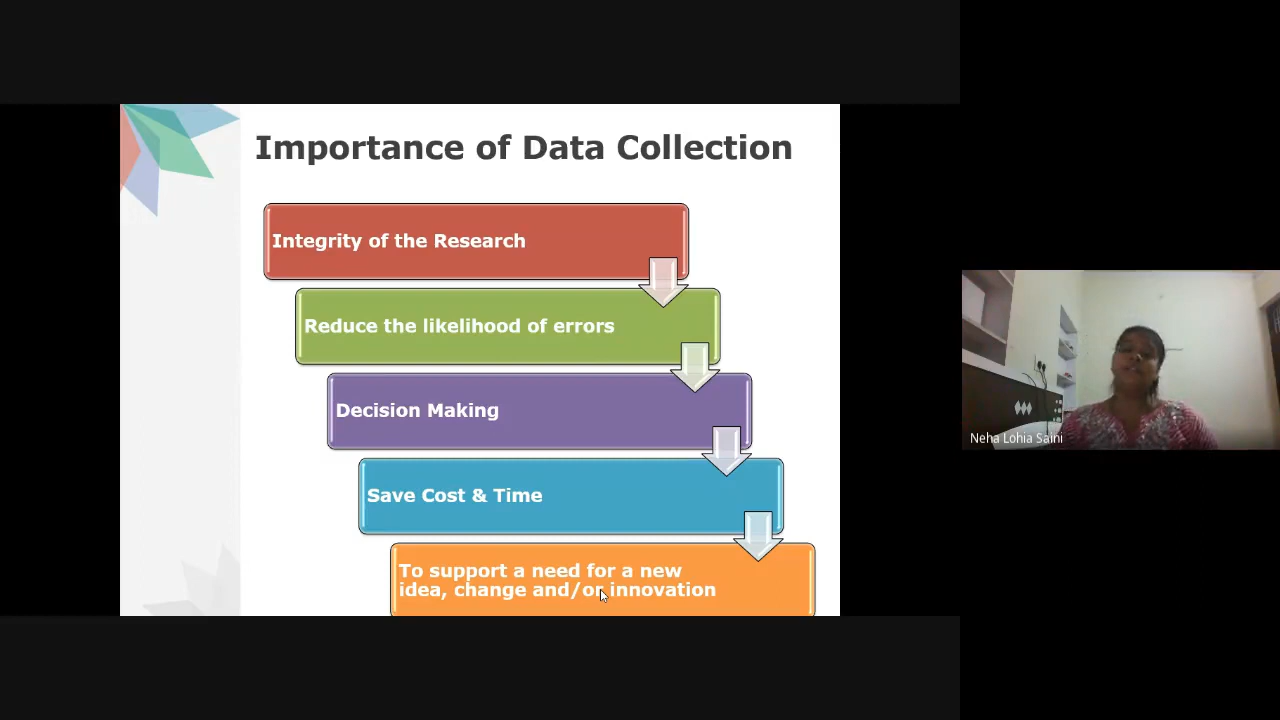 Importance of Data Collection
Integrity of the Research
Reduce the likelihood of errors
Decision Making
Save Cost & Time
To support a need for a new
idea, change and/or innovation
Neha Lohia Saini